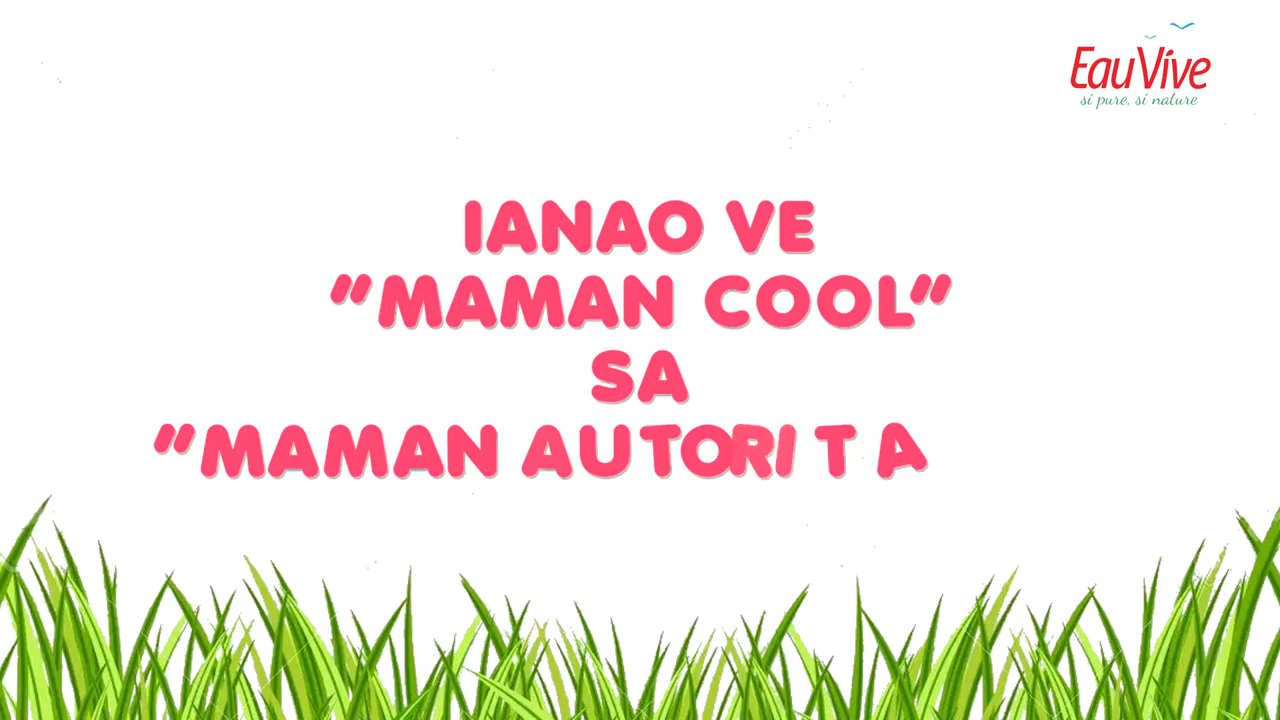 EauVive
si pure, si nature
IANAO VE
"MAMAN COOL"
SA
"MAMAN AUTORITA